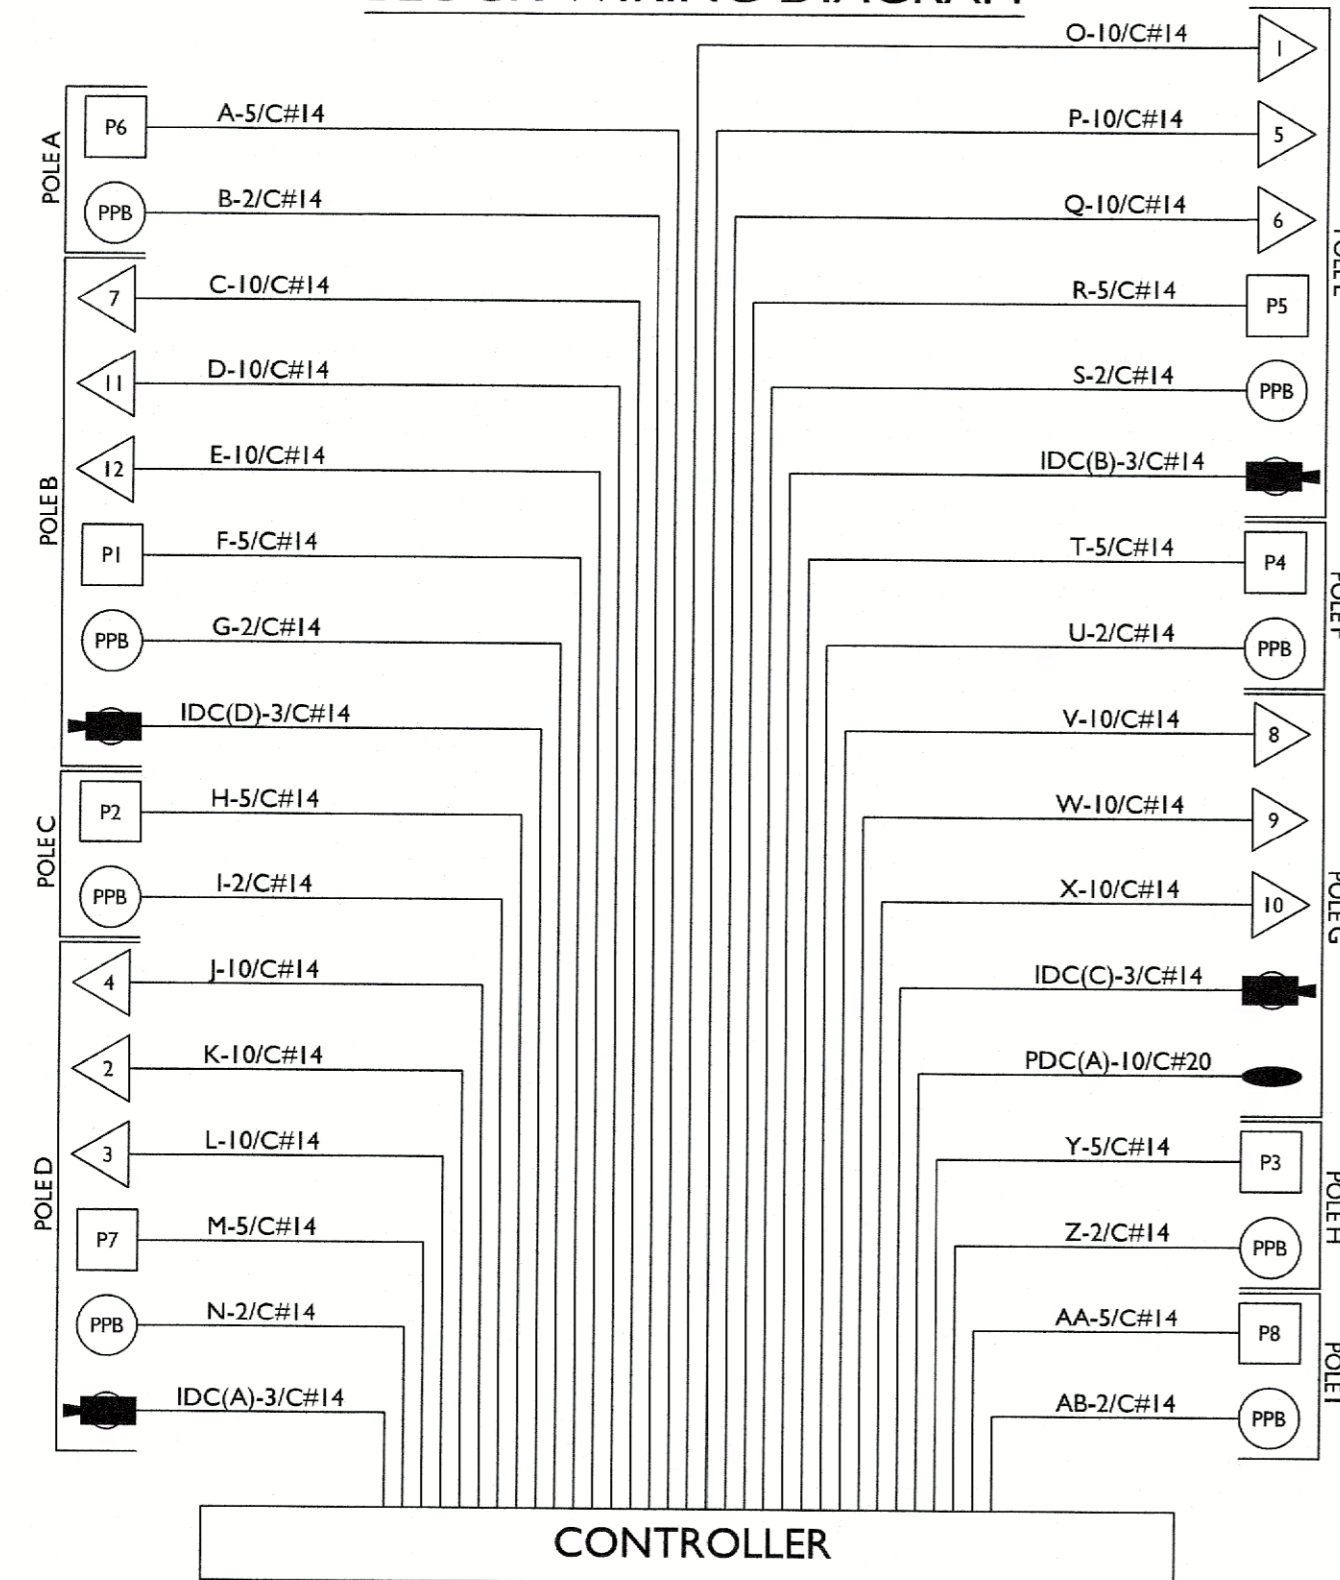 BLOCK WIRING DIAGRAM
POLE A
P6 A-5/C#14
PPB B-2/C#14
POLE B
7 C-10/C#14
11 D-10/C#14
12 E-10/C#14
P1 F-5/C#14
PPB G-2/C#14
IDC(D)-3/C#14
POLE C
P2 H-5/C#14
PPB I-2/C#14
POLE D
4 J-10/C#14
2 K-10/C#14
3 L-10/C#14
P7 M-5/C#14
PPB N-2/C#14
IDC(A)-3/C#14
O-10/C#14 1
P-10/C#14 5
Q-10/C#14 6
R-5/C#14 P5
S-2/C#14 PPB
IDC(B)-3/C#14
POLE E
T-5/C#14 P4
U-2/C#14 PPB
POLE F
V-10/C#14 8
W-10/C#14 9
X-10/C#14 10
IDC(C)-3/C#14
PDC(A)-10/C#20
POLE G
Y-5/C#14 P3
Z-2/C#14 PPB
POLE H
AA-5/C#14 P8
AB-2/C#14 PPB
POLE I
CONTROLLER